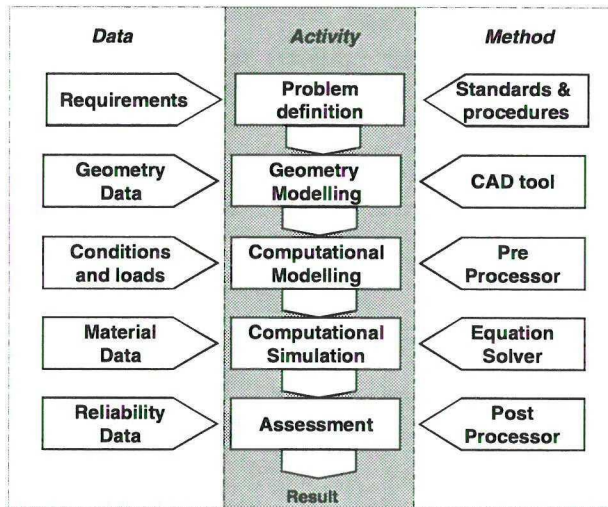 Data
Activity
Method
Requirements
Problem
definition
Standards &
procedures
Geometry
Data
Geometry
Modelling
CAD tool
Conditions
and loads
Computational
Modelling
Pre
Processor
Material
Data
Computational
Simulation
Equation
Solver
Reliability
Data
Assessment
Post
Processor
Result